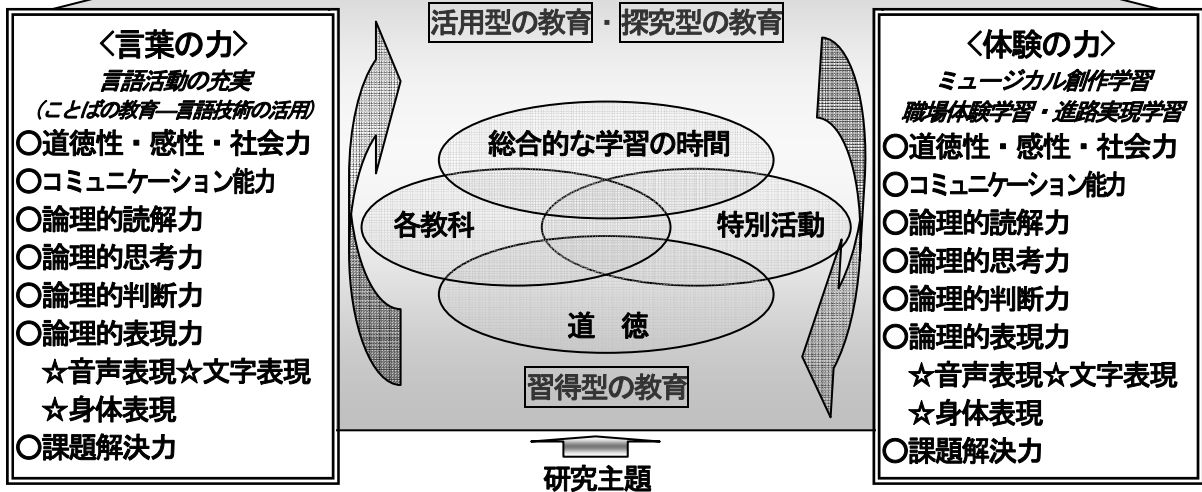 〈言葉の力〉
言語活動の充実
（ことばの教育―言語技術の活用）
○道徳性・感性・社会力
○コミュニケーション能力
○論理的読解力
○論理的思考力
○論理的判断力
○論理的表現力
☆音声表現☆文字表現
☆身体表現
○課題解決力
活用型の教育・探究型の教育
総合的な学習の時間
各教科
特別活動
道　徳
習得型の教育
研究主題
〈体験の力〉
ミュージカル創作学習
職場体験学習・進路実現学習
○道徳性・感性・社会力
○コミュニケーション能力
○論理的読解力
○論理的思考力
○論理的判断力
○論理的表現力
☆音声表現☆文字表現
☆身体表現
○課題解決力